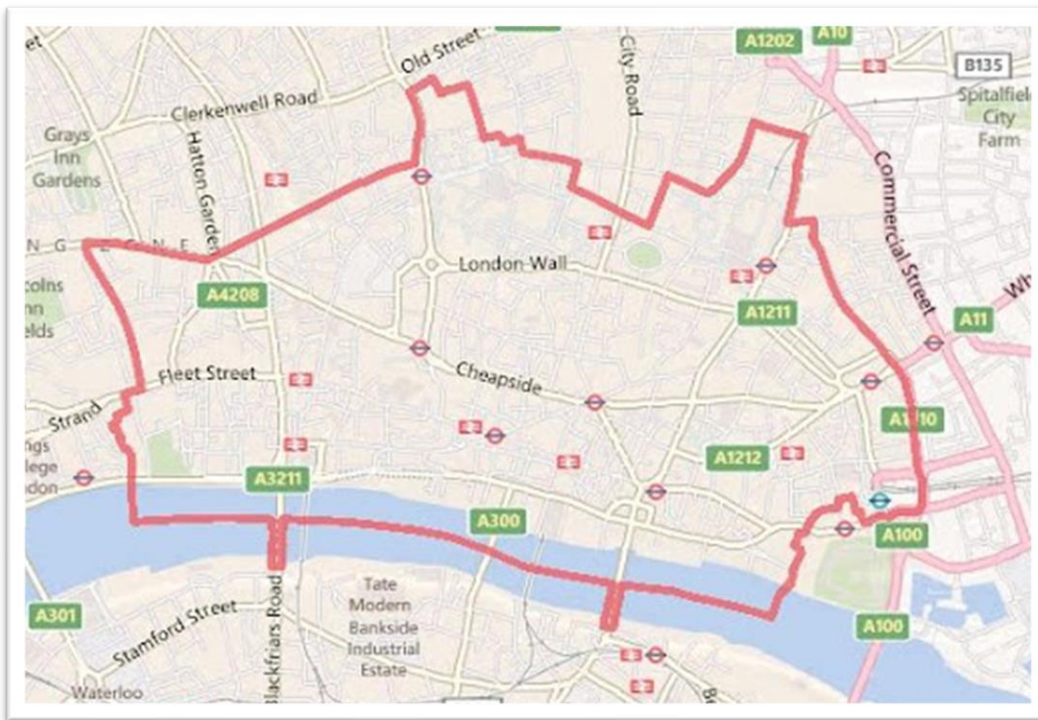 Old Street
City Road
A1202
A10
B135
Spitalfiel
City
Farm
Clerkenwell Road
Grays
Inn
Gardens
Hatton Garden
Commercial Street
London Wall
A4208
A1211
A11
Wh
Fleet Street
Cheapside
Strand
A1212
A3211
A300
A100
A100
A301
Stamford Street
Blackfriars Road
Tate
Modern
Bankside
Industrial
Estate
Waterloo